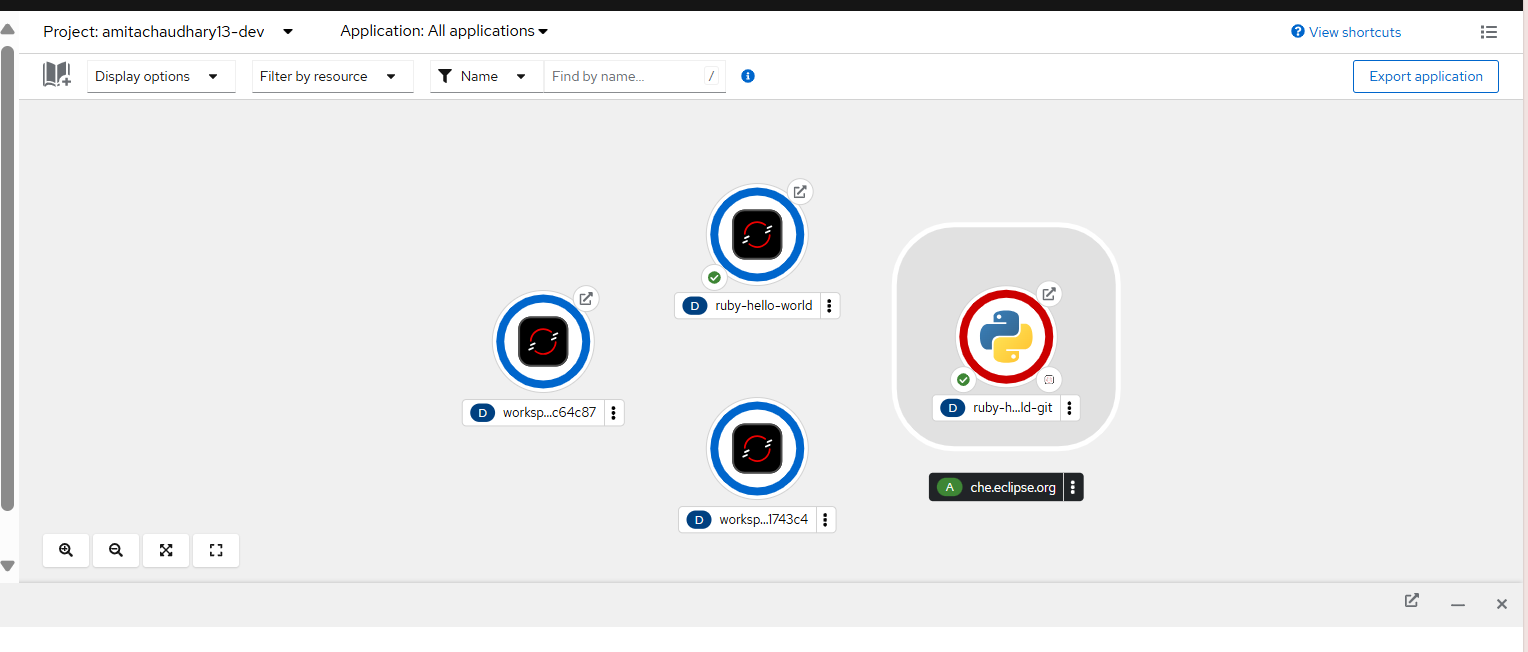 Project: amitachaudhary13-dev
Application: All applications
View shortcuts
Display options
Filter by resource
Name
Find by name...
/
Export application
D ruby-hello-world
D worksp...c64c87
D ruby-h...ld-git
A che.eclipse.org
D worksp...1743c4